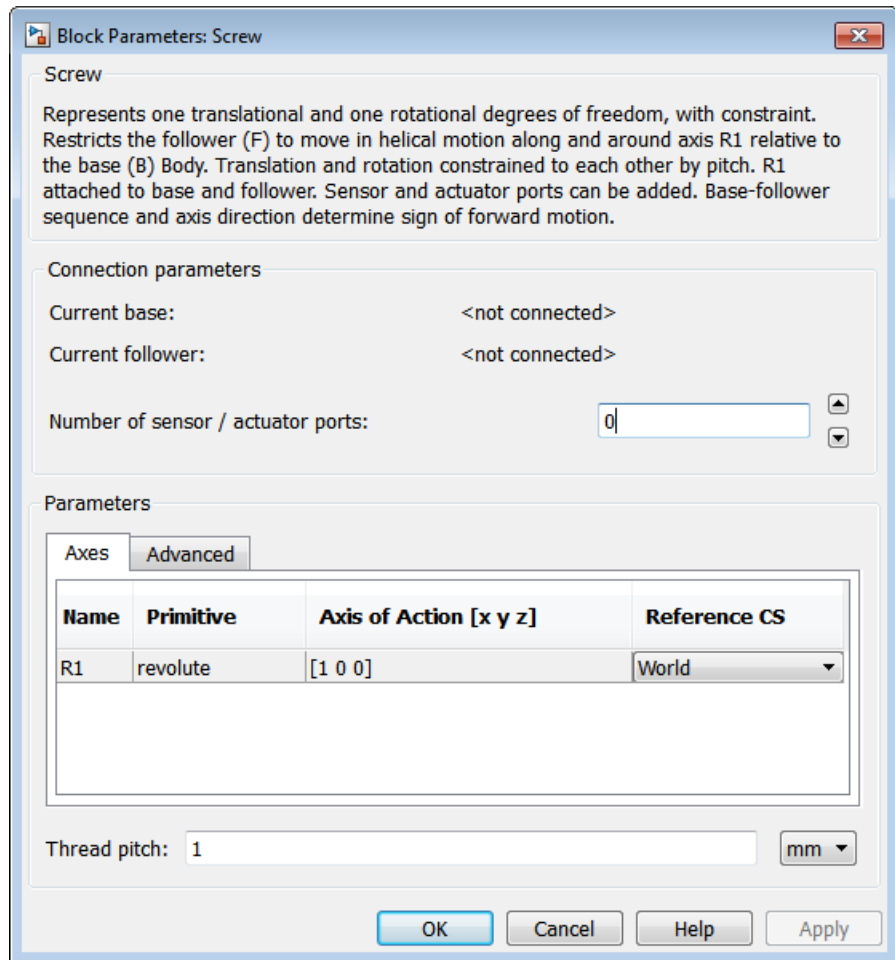 Block Parameters: Screw
Screw
Represents one translational and one rotational degrees of freedom, with constraint.
Restricts the follower (F) to move in helical motion along and around axis R1 relative to
the base (B) Body. Translation and rotation constrained to each other by pitch. R1
attached to base and follower. Sensor and actuator ports can be added. Base-follower
sequence and axis direction determine sign of forward motion.
Connection parameters
Current base: <not connected>
Current follower: <not connected>
Number of sensor / actuator ports: 0
Parameters
Axes Advanced
Name Primitive Axis of Action [x y z] Reference CS
R1 revolute [1 0 0] World
Thread pitch: 1 mm
OK Cancel Help Apply